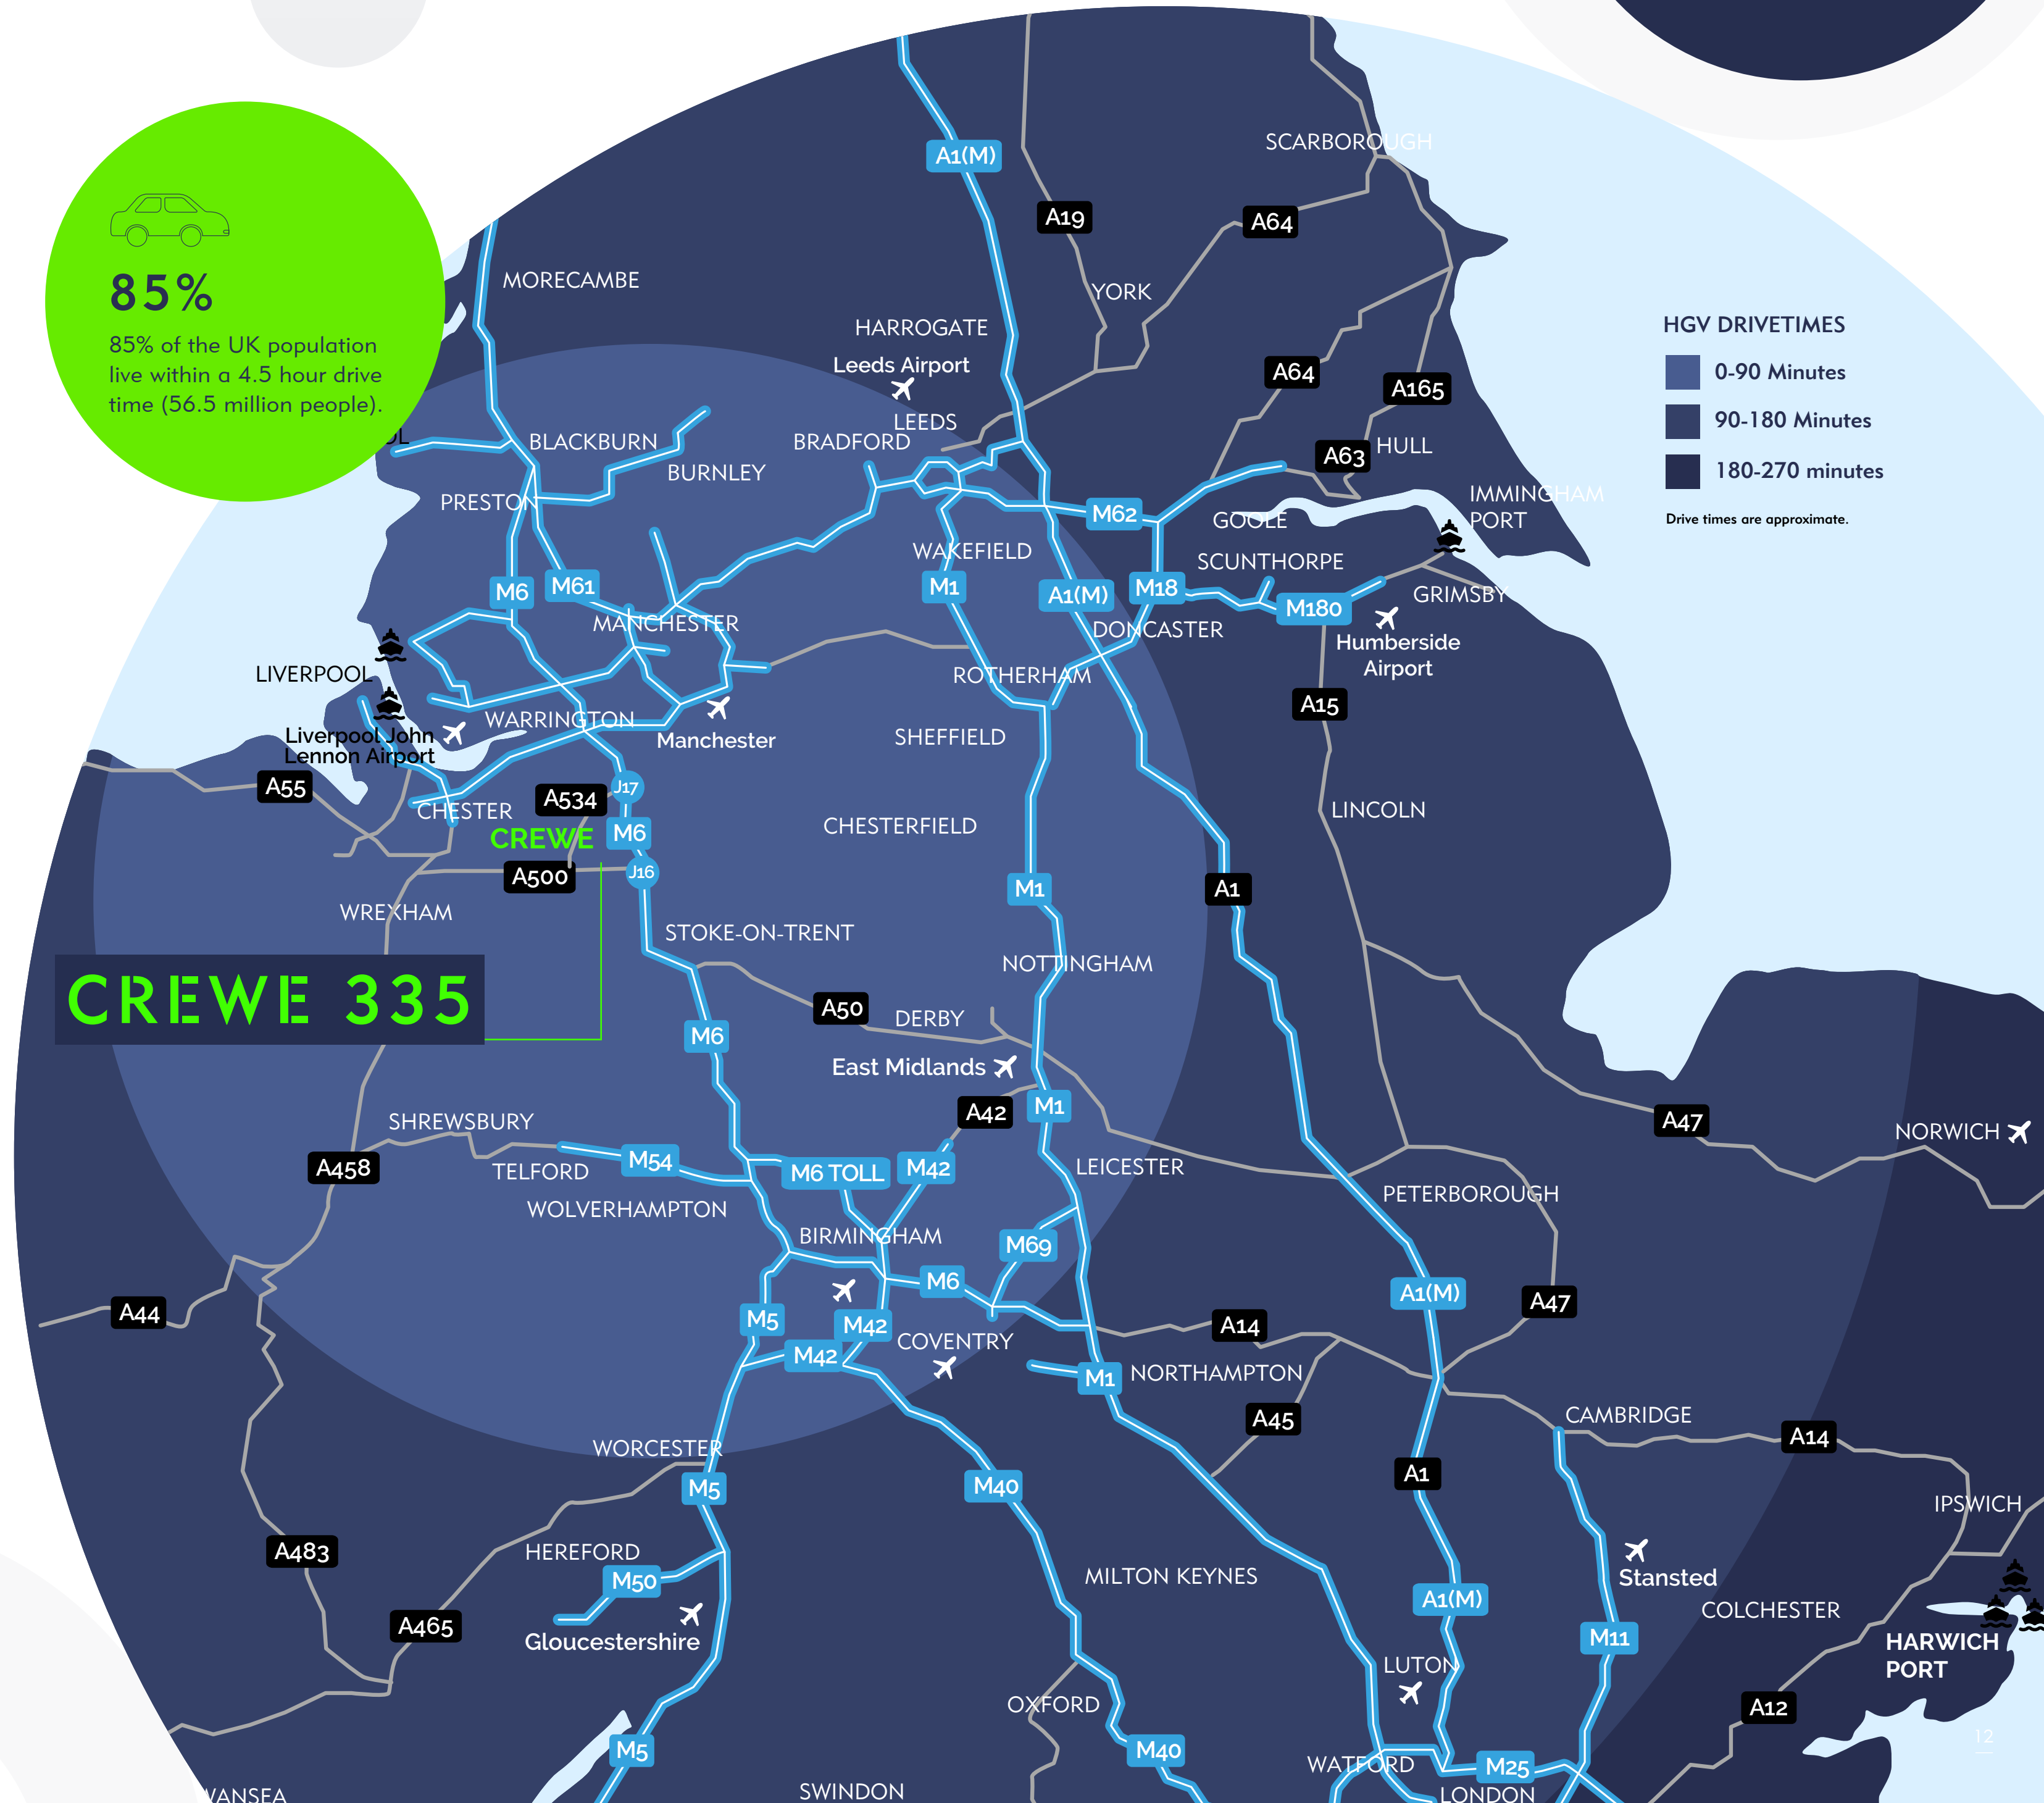 A1(M)
SCARBOROUGH
A19
A64
85%
85% of the UK population
live within a 4.5 hour drive
time (56.5 million people).
MORECAMBE
YORK
HARROGATE
Leeds Airport
HGV DRIVETIMES
0-90 Minutes
90-180 Minutes
180-270 minutes
Drive times are approximate.
A64
A165
LEEDS
BLACKBURN
BRADFORD
HULL
A63
BURNLEY
PRESTON
IMMINGHAM
PORT
M62
GOOLE
WAKEFIELD
SCUNTHORPE
M6
M61
M1
A1(M)
M18
M180
GRIMSBY
MANCHESTER
DONCASTER
Humberside
Airport
LIVERPOOL
ROTHERHAM
A15
WARRINGTON
Liverpool John
Lennon Airport
Manchester
SHEFFIELD
A55
A534
J17
CHESTER
LINCOLN
CREWE
M6
CHESTERFIELD
A500
J16
M1
A1
WREXHAM
STOKE-ON-TRENT
NOTTINGHAM
CREWE 335
A50
DERBY
M6
East Midlands
A42
M1
SHREWSBURY
A47
NORWICH
A458
M54
TELFORD
M6 TOLL
M42
LEICESTER
PETERBOROUGH
WOLVERHAMPTON
BIRMINGHAM
M69
M6
A1(M)
A47
A44
M5
M42
A14
COVENTRY
M42
M1
NORTHAMPTON
A45
CAMBRIDGE
A14
WORCESTER
M5
M40
A1
IPSWICH
A483
HEREFORD
M50
MILTON KEYNES
Stansted
A1(M)
COLCHESTER
A465
Gloucestershire
M11
HARWICH
PORT
LUTON
OXFORD
A12
12
M5
M40
WATFORD
M25
SWINDON
LONDON